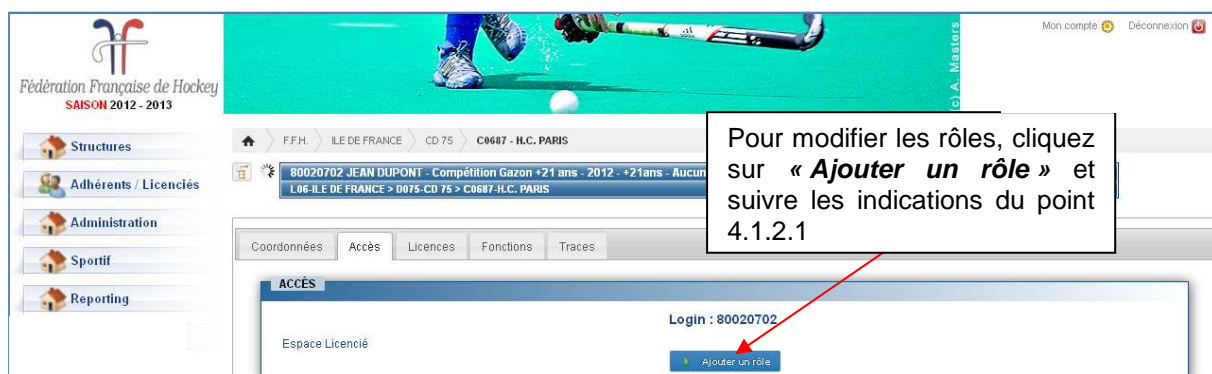 Mon compte Déconnexion
Fédération Française de Hockey
SAISON 2012 - 2013
(c) A. Masters
Structures
Adhérents / Licenciés
Administration
Sportif
Reporting
F.F.H. ILE DE FRANCE CD 75 C0687 - H.C. PARIS
80020702 JEAN DUPONT - Compétition Gazon +21 ans - 2012 - +21ans - Aucun
L06-ILE DE FRANCE > D075-CD 75 > C0687-H.C. PARIS
Pour modifier les rôles, cliquez
sur « Ajouter un rôle » et
suivre les indications du point
4.1.2.1
Coordonnées Accès Licences Fonctions Traces
ACCÈS
Login : 80020702
Espace Licencié
Ajouter un rôle